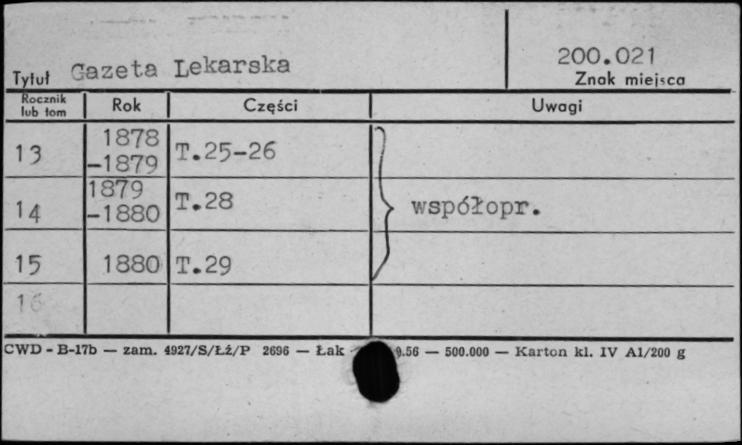 200.021
Tytuł Gazeta Lekarska
Znak miejsca
Rocznik lub tom Rok Części Uwagi
13 1878 -1879 T.25-26
14 1879 -1880 T.28 współopr.
15 1880 T.29
16
CWD - B-17b — zam. 4927/S/Łż/P 2696 — Łak 9.56 — 500.000 — Karton kl. IV A1/200 g